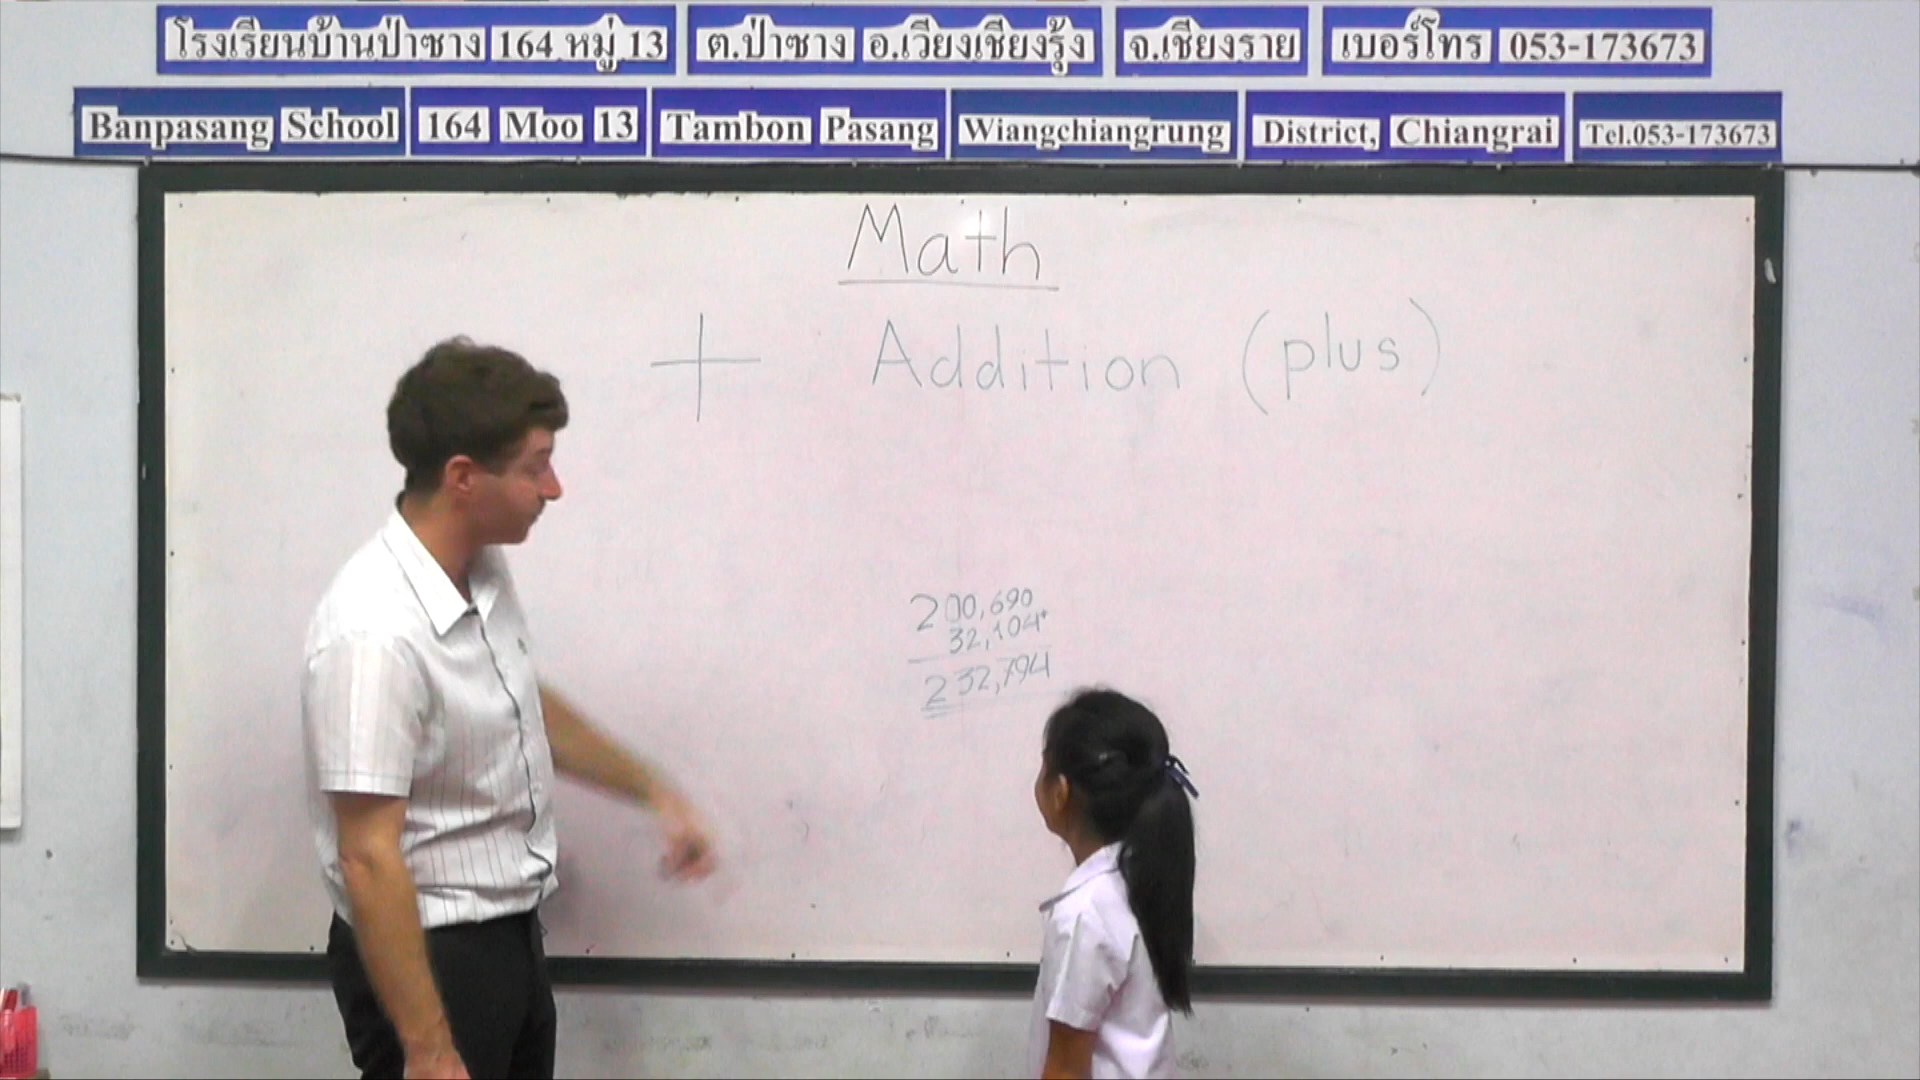 โรงเรียนบ้านป่าซาง 164 หมู่ 13 ต.ป่าซาง อ.เวียงเชียงรุ้ง จ.เชียงราย เบอร์โทร 053-173673
Banpasang School 164 Moo 13 Tambon Pasang Wiangchiangrung District, Chiangrai Tel.053-173673
Math
+ Addition (plus)
200,690
32,104+
232,794